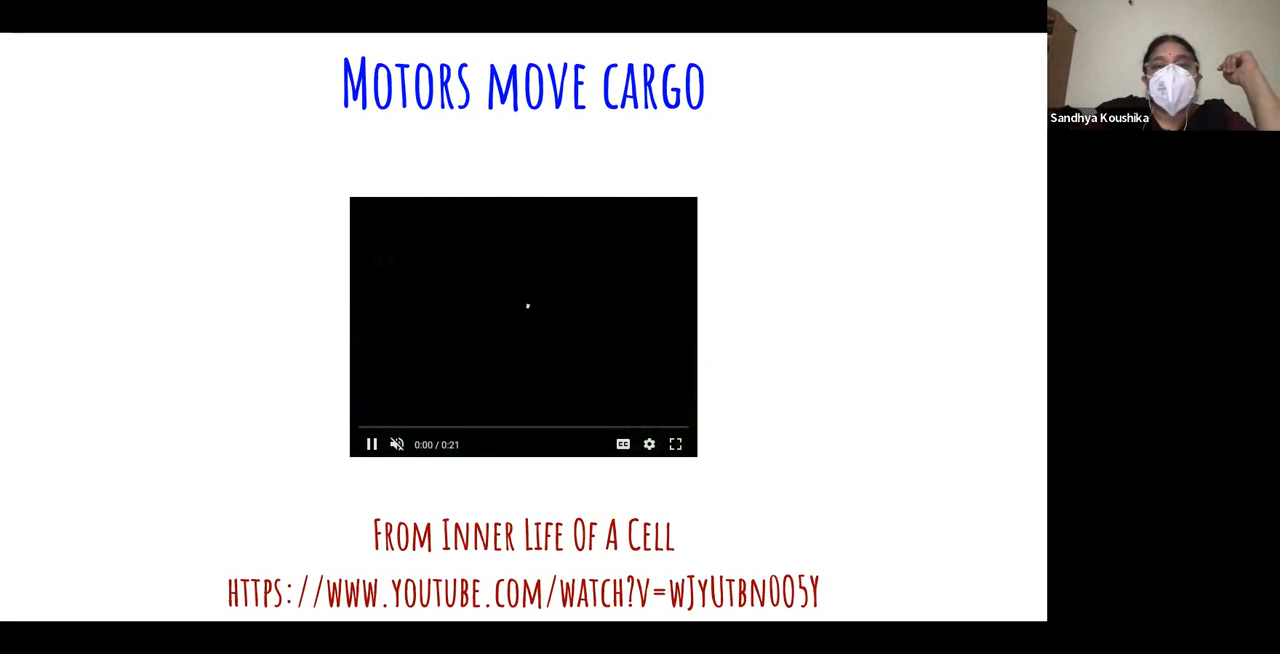 MOTORS MOVE CARGO
Sandhya Koushika
0:00 / 0:21
CC
FROM INNER LIFE OF A CELL
HTTPS://WWW.YOUTUBE.COM/WATCH?V=WJYUTBN0O5Y